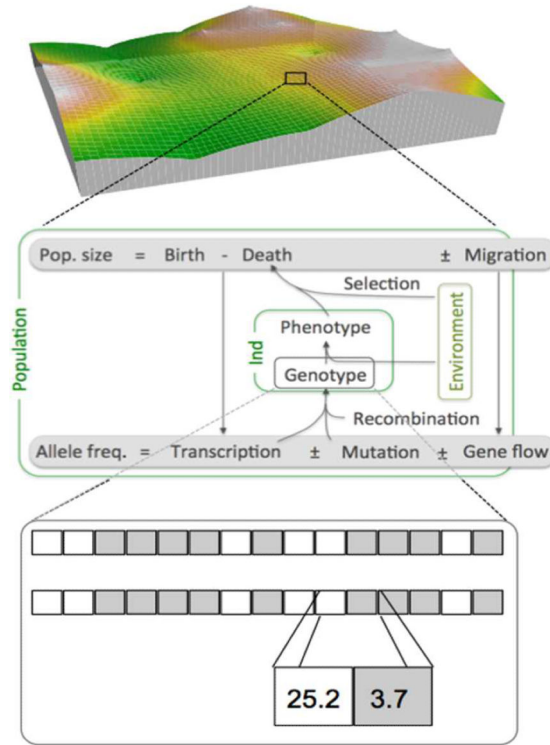 Pop. size = Birth - Death ± Migration
Selection
Population
Phenotype
Ind
Environment
Genotype
Recombination
Allele freq. = Transcription ± Mutation ± Gene flow
25.2 3.7